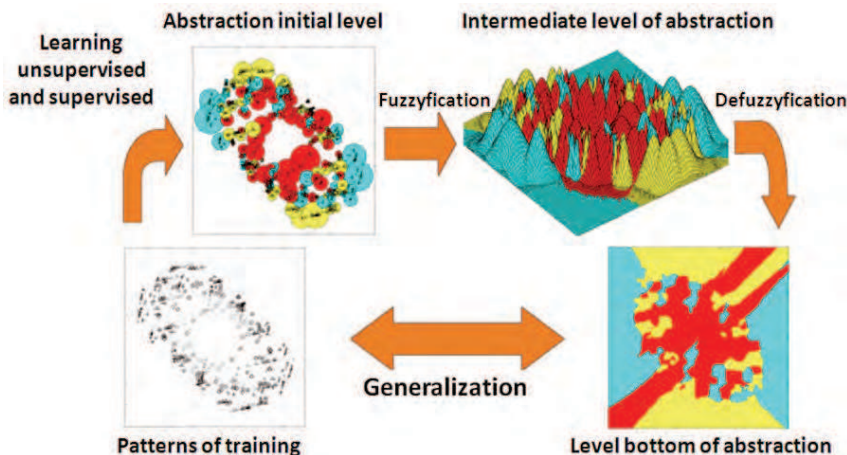 Abstraction initial level
Intermediate level of abstraction
Learning
unsupervised
and supervised
Fuzzyfication
Defuzzyfication
Generalization
Patterns of training
Level bottom of abstraction